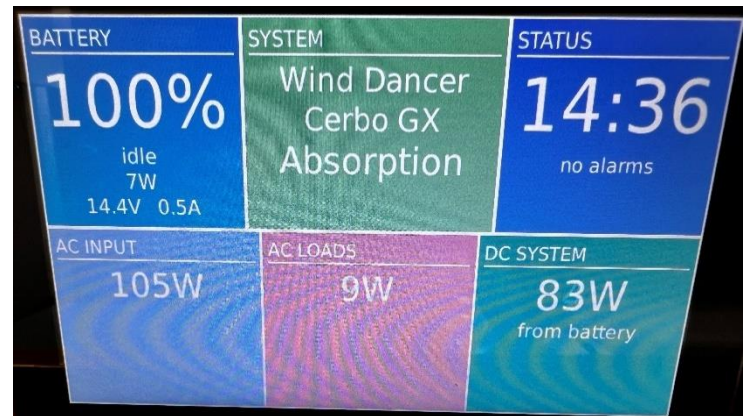 BATTERY
100%
idle
7W
14.4V 0.5A
SYSTEM
Wind Dancer
Cerbo GX
Absorption
STATUS
14:36
no alarms
AC INPUT
105W
AC LOADS
9W
DC SYSTEM
83W
from battery